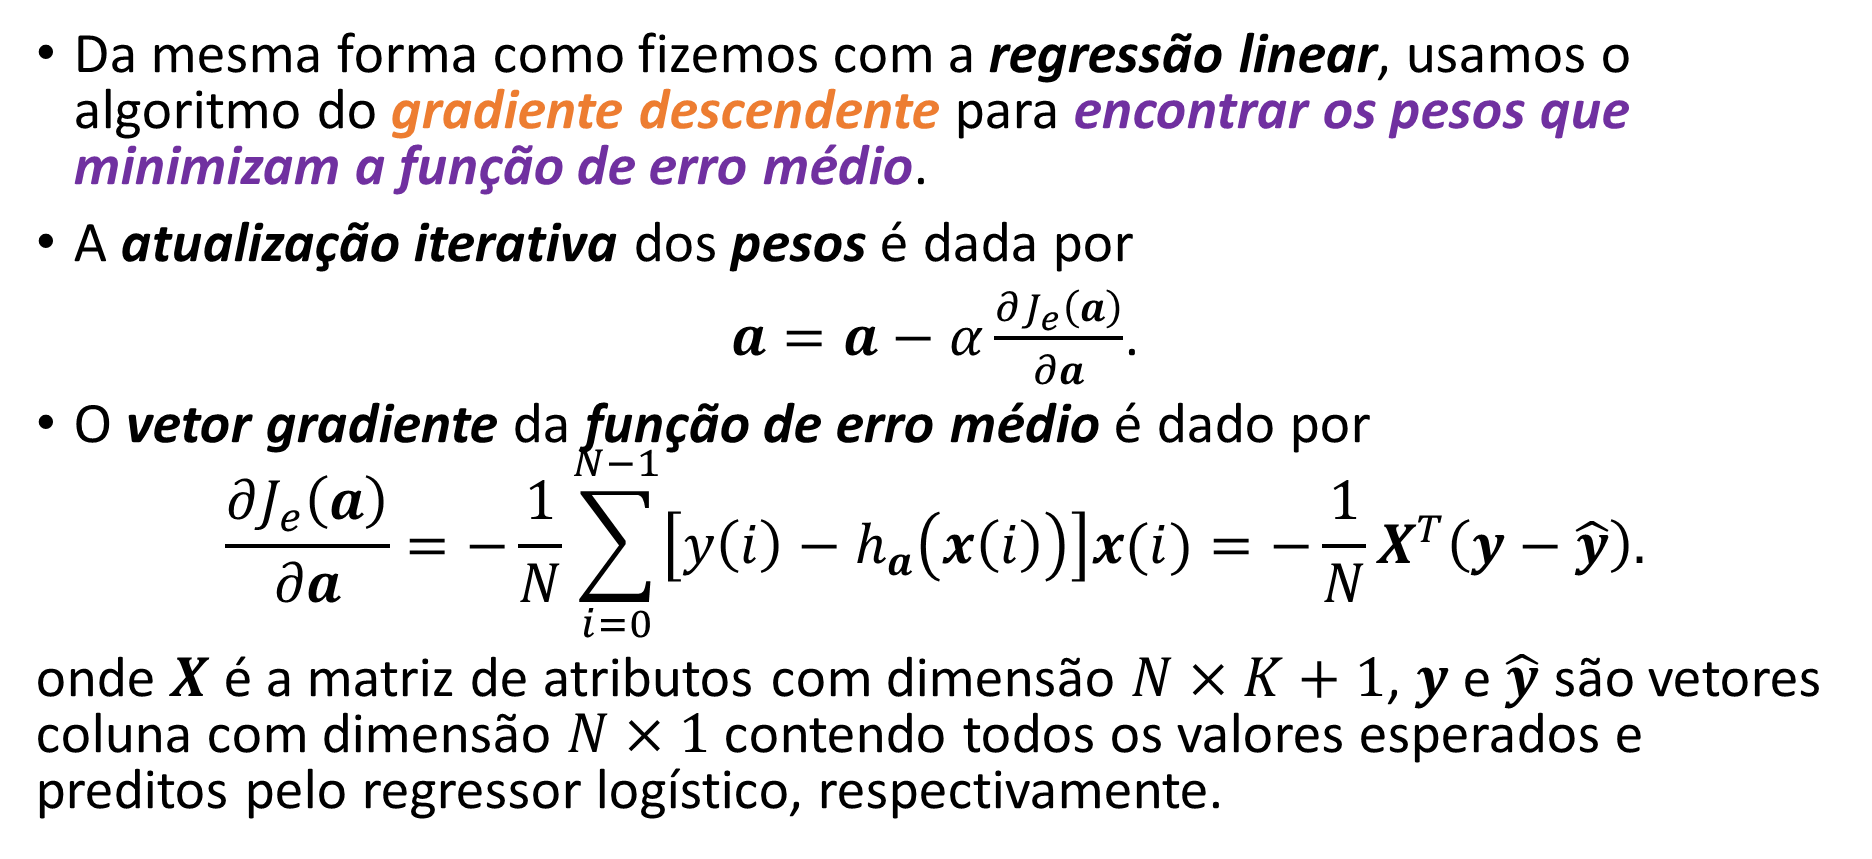 • Da mesma forma como fizemos com a regressão linear, usamos o
algoritmo do gradiente descendente para encontrar os pesos que
minimizam a função de erro médio.
• A atualização iterativa dos pesos é dada por
𝒂 = 𝒂 − 𝛼 ∂𝐽ₑ(𝒂)/∂𝒂.
• O vetor gradiente da função de erro médio é dado por
∂𝐽ₑ(𝒂)/∂𝒂 = −1/𝑁 ∑_{𝑖=0}^{𝑁−1} [𝑦(𝑖) − ℎ_𝒂(𝒙(𝑖))]𝒙(𝑖) = −1/𝑁 𝑿^𝑇(𝒚 − 𝒚̂).
onde 𝑿 é a matriz de atributos com dimensão 𝑁 × 𝐾 + 1, 𝒚 e 𝒚̂ são vetores
coluna com dimensão 𝑁 × 1 contendo todos os valores esperados e
preditos pelo regressor logístico, respectivamente.